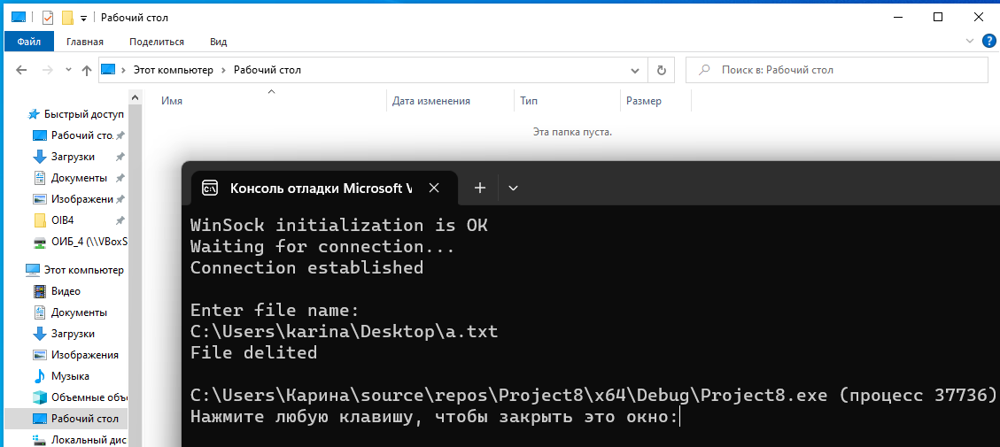 Рабочий стол
Файл Главная Поделиться Вид
Этот компьютер Рабочий стол Поиск в: Рабочий стол
Имя Дата изменения Тип Размер
Эта папка пуста.
Быстрый доступ
Рабочий сто.
Загрузки
Документы
Изображени
OIB4
ОИБ_4 (\\VBoxS
Этот компьютер
Видео
Документы
Загрузки
Изображения
Музыка
Объемные объе
Рабочий стол
Локальный дис
Консоль отладки Microsoft V
WinSock initialization is OK
Waiting for connection...
Connection established
Enter file name:
C:\Users\karina\Desktop\a.txt
File delited
C:\Users\Карина\source\repos\Project8\x64\Debug\Project8.exe (процесс 37736)
Нажмите любую клавишу, чтобы закрыть это окно: